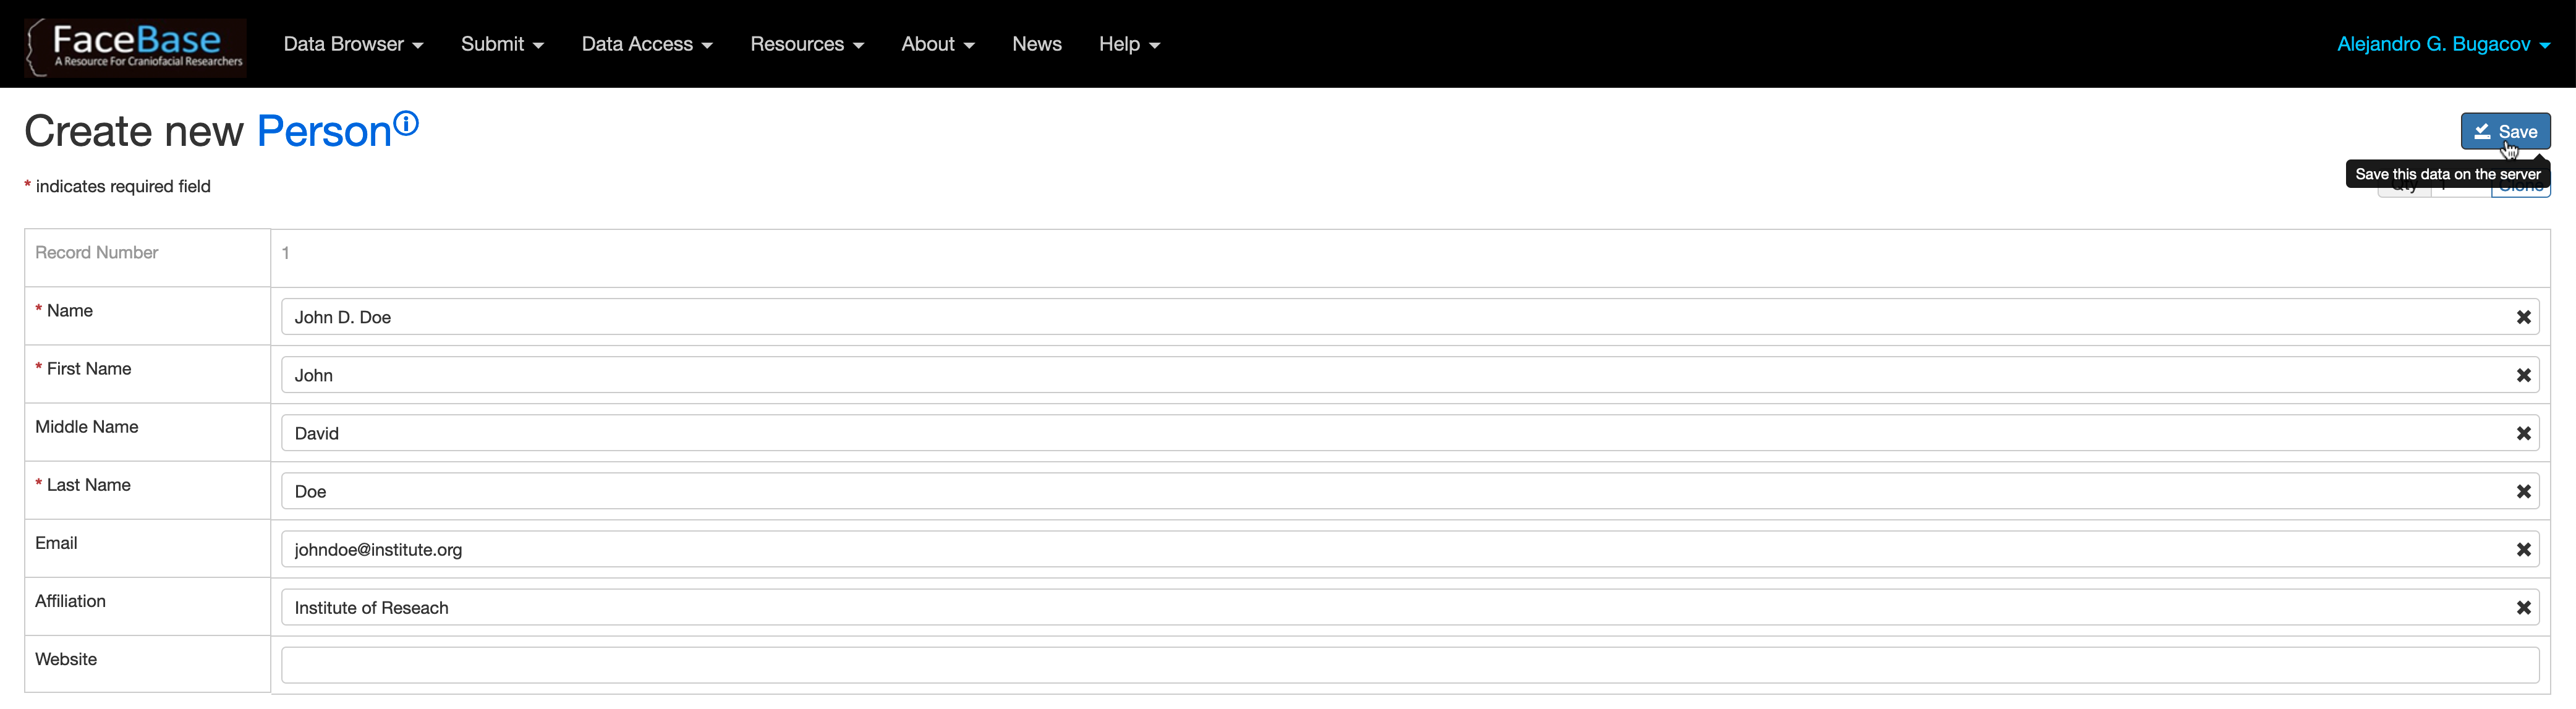 FaceBase
A Resource For Craniofacial Researchers
Data Browser
Submit
Data Access
Resources
About
News
Help
Alejandro G. Bugacov
Create new Person
Save
* indicates required field
Save this data on the server
Qty
Clone
Record Number
1
* Name
John D. Doe
* First Name
John
Middle Name
David
* Last Name
Doe
Email
johndoe@institute.org
Affiliation
Institute of Reseach
Website